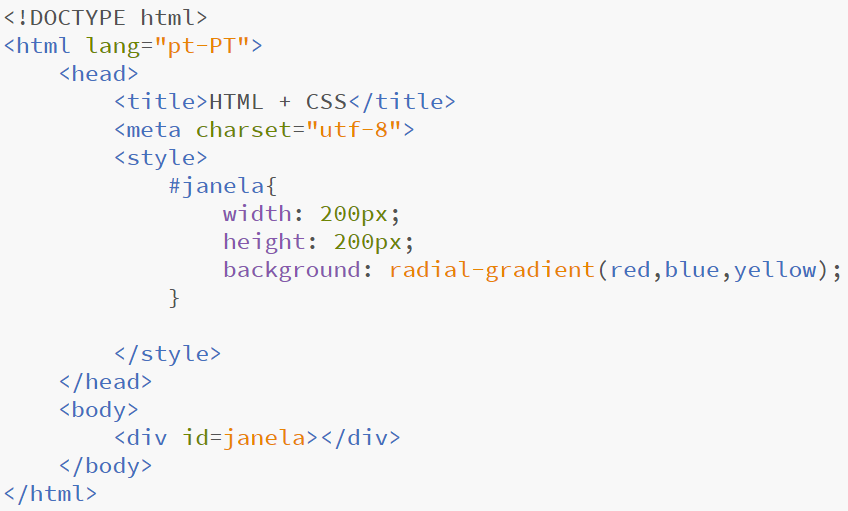 <!DOCTYPE html>
<html lang="pt-PT">
    <head>
        <title>HTML + CSS</title>
        <meta charset="utf-8">
        <style>
            #janela{
                width: 200px;
                height: 200px;
                background: radial-gradient(red,blue,yellow);
            }

        </style>
    </head>
    <body>
        <div id=janela></div>
    </body>
</html>